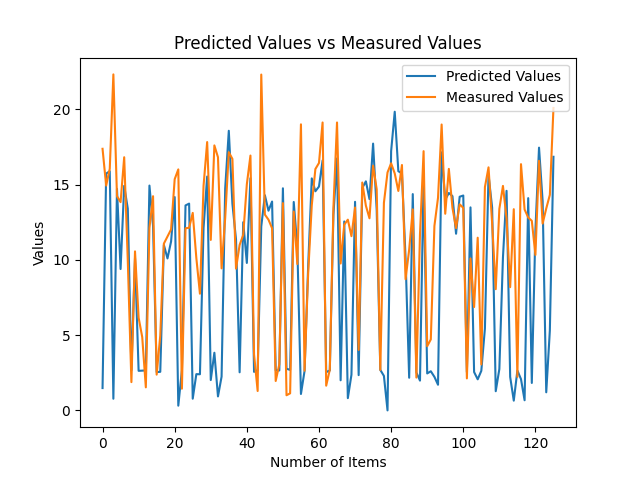 Predicted Values vs Measured Values
Predicted Values
Measured Values
Values
20
15
10
5
0
0 20 40 60 80 100 120
Number of Items